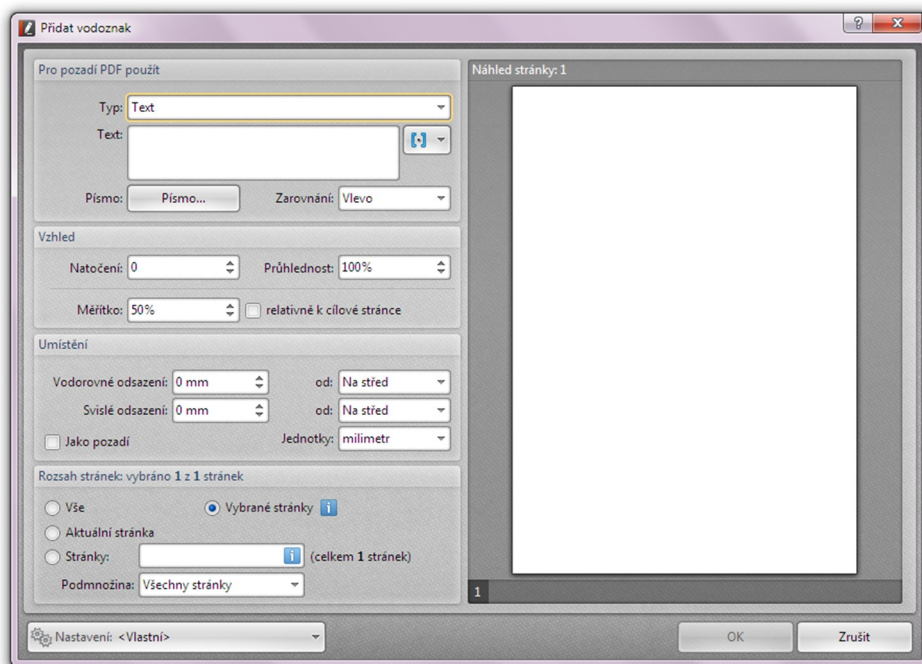 Přidat vodoznak
Pro pozadí PDF použít
Typ: Text
Text:
Písmo: Písmo... Zarovnání: Vlevo
Vzhled
Natočení: 0 Průhlednost: 100%
Měřítko: 50% relativně k cílové stránce
Umístění
Vodorovné odsazení: 0 mm od: Na střed
Svislé odsazení: 0 mm od: Na střed
Jako pozadí Jednotky: milimetr
Rozsah stránek: vybráno 1 z 1 stránek
Vše Vybrané stránky
Aktuální stránka
Stránky: (celkem 1 stránek)
Podmnožina: Všechny stránky
Náhled stránky: 1
1
Nastavení: <Vlastní> OK Zrušit